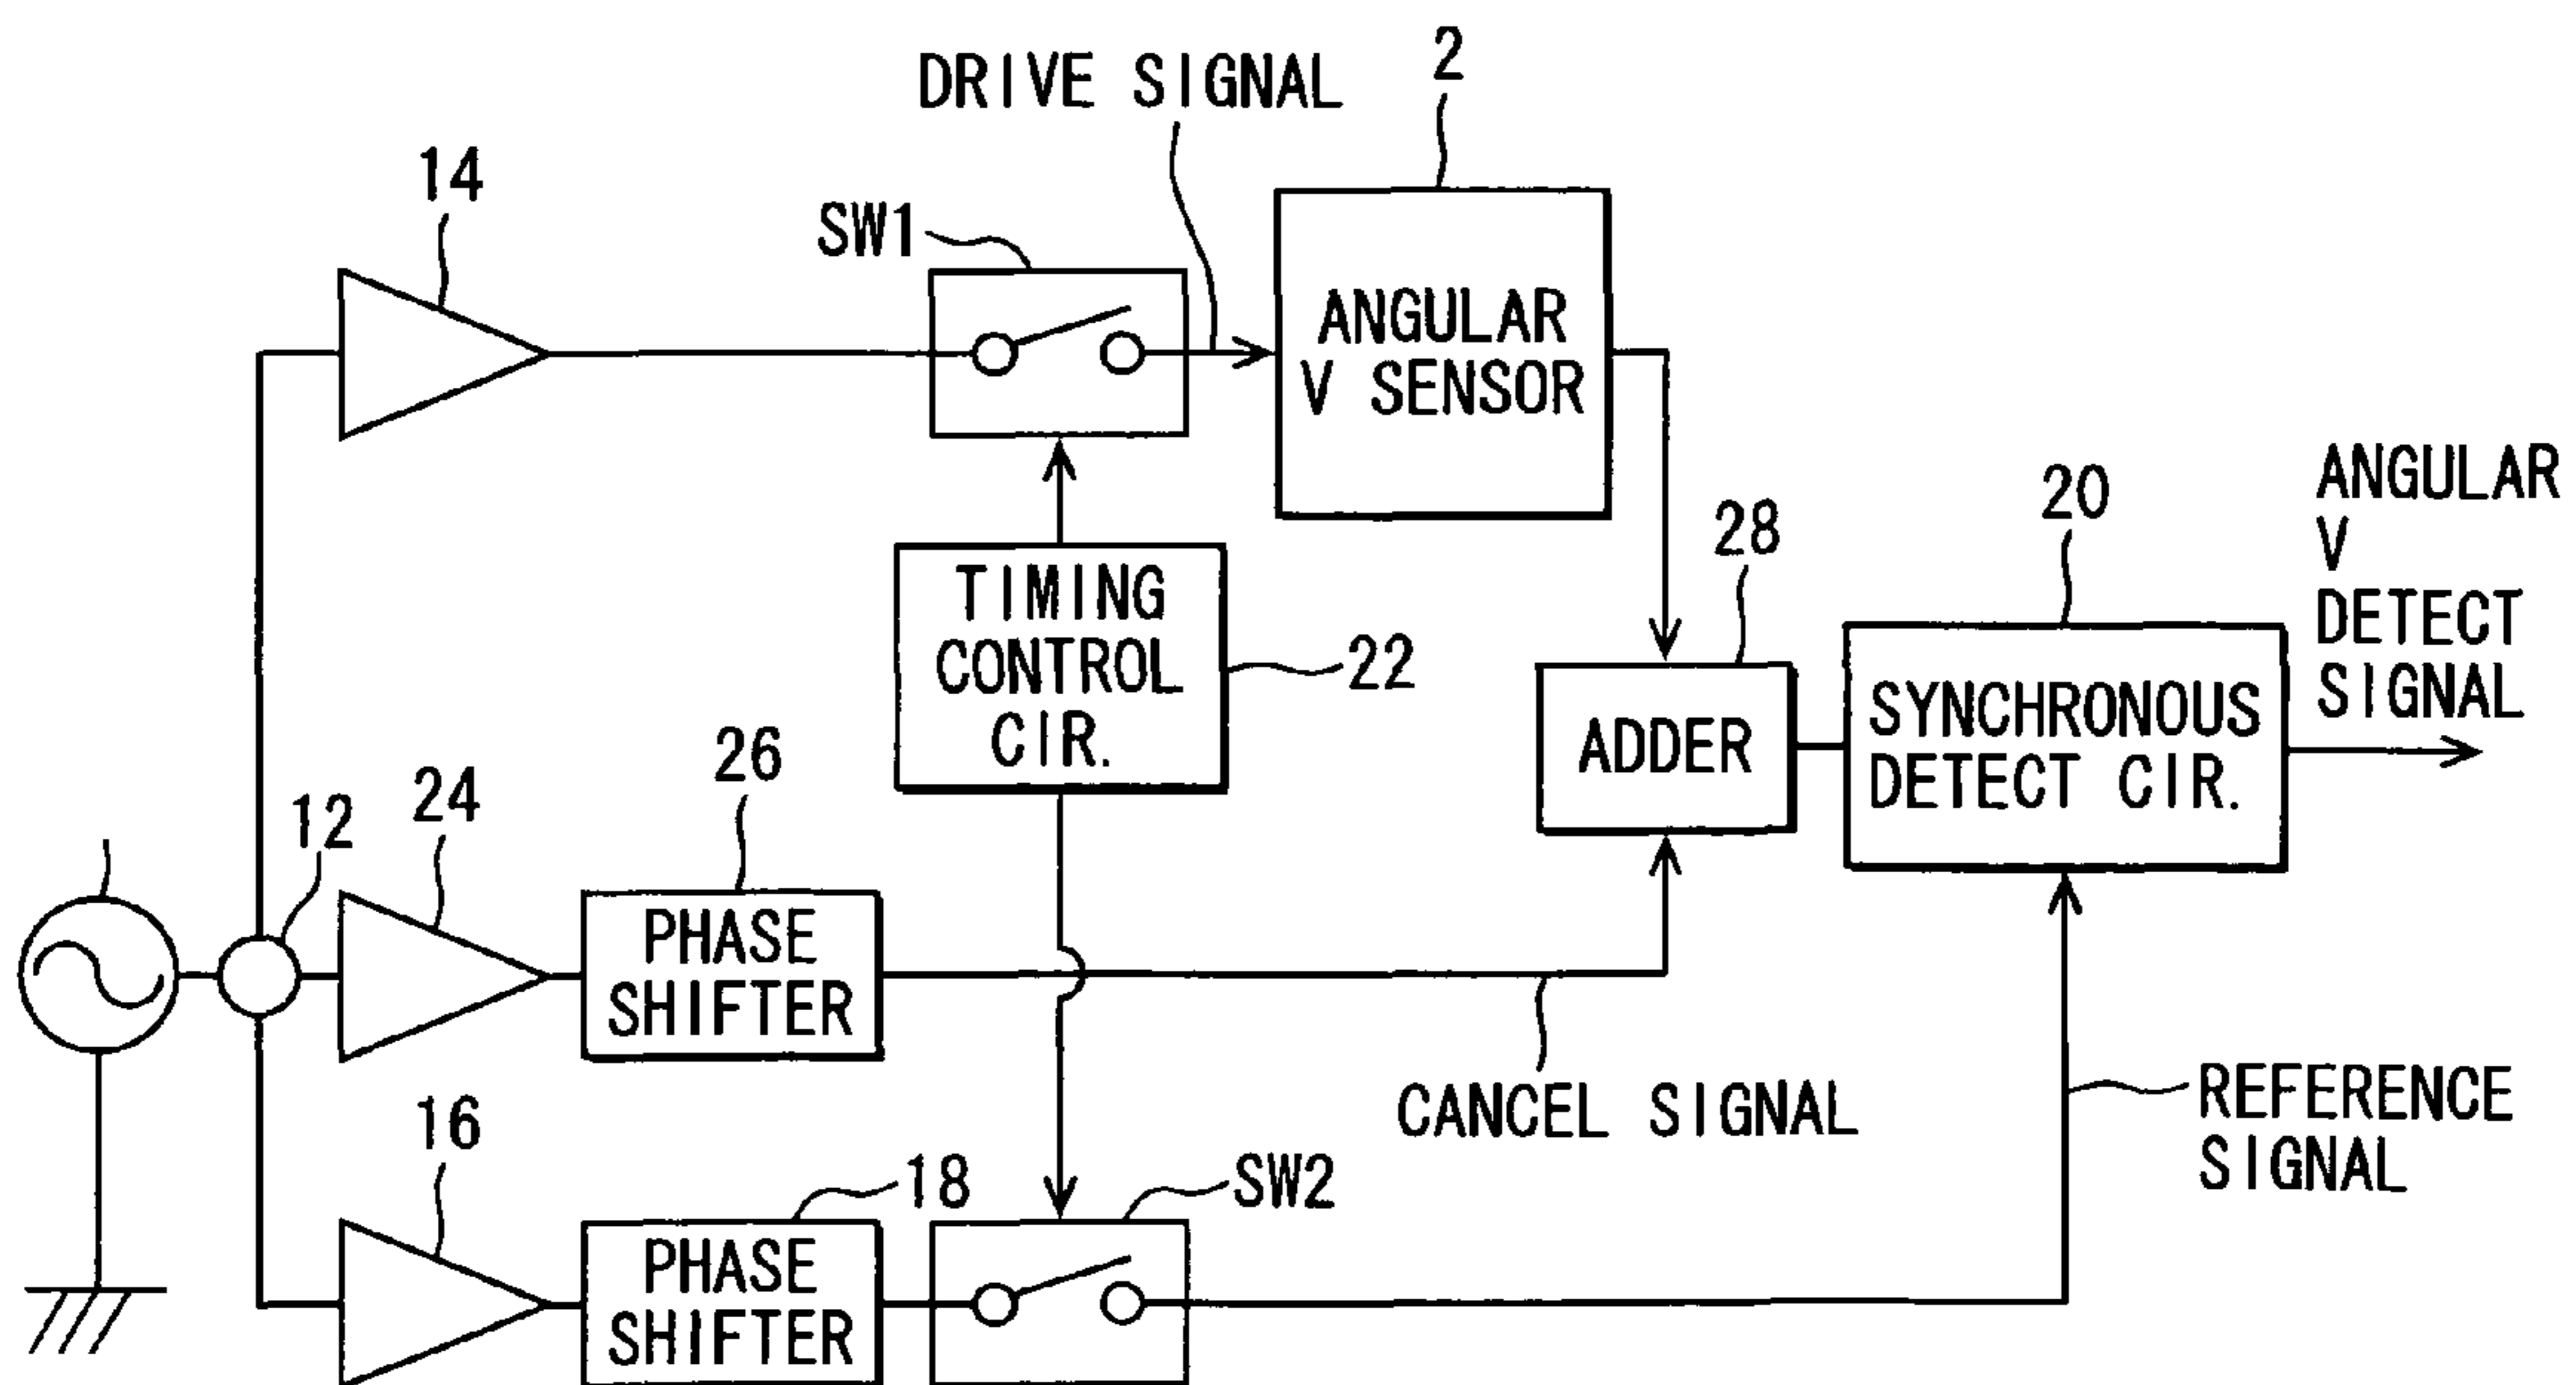 DRIVE SIGNAL
2
14
SW1
ANGULAR
V SENSOR
ANGULAR
V
DETECT
SIGNAL
20
28
TIMING
CONTROL
CIR.
22
ADDER
SYNCHRONOUS
DETECT CIR.
26
24
12
PHASE
SHIFTER
CANCEL SIGNAL
REFERENCE
SIGNAL
16
18
SW2
PHASE
SHIFTER